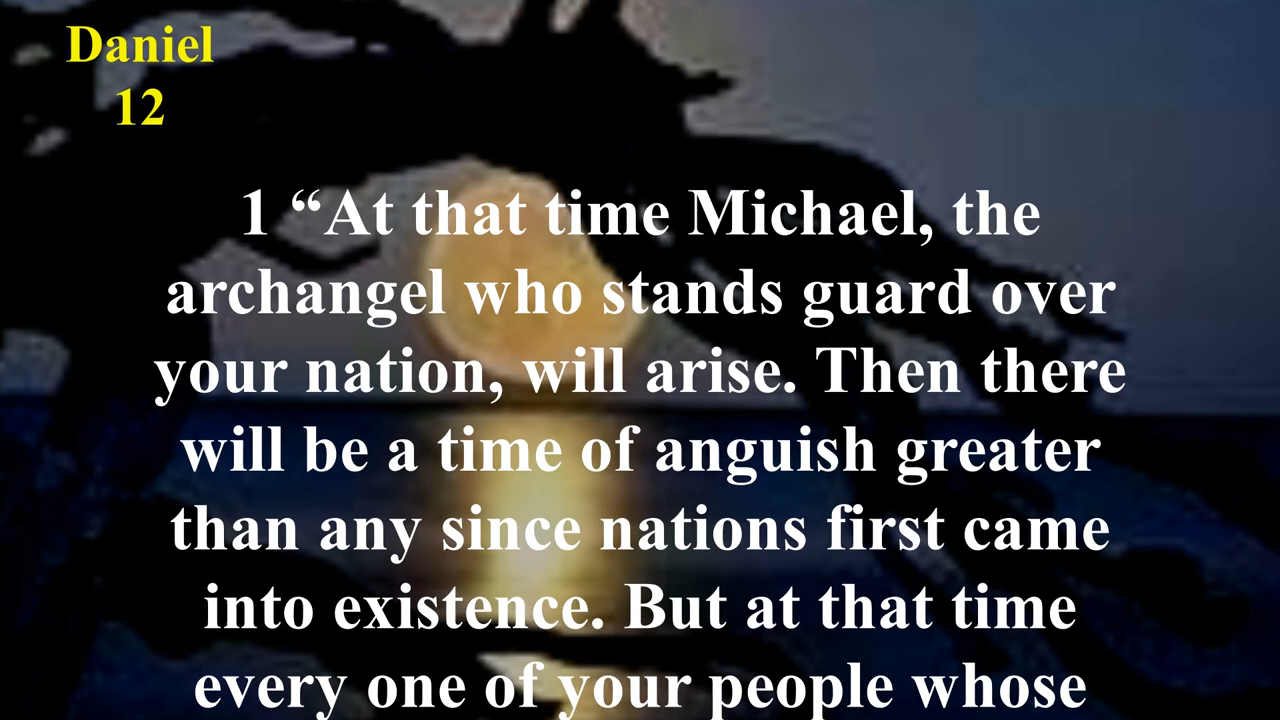 Daniel
12
1 “At that time Michael, the
archangel who stands guard over
your nation, will arise. Then there
will be a time of anguish greater
than any since nations first came
into existence. But at that time
every one of your people whose